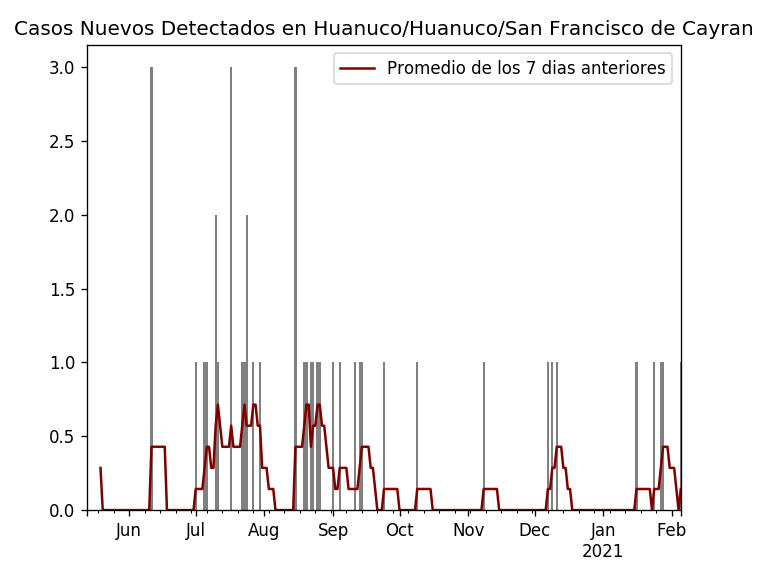 Casos Nuevos Detectados en Huanuco/Huanuco/San Francisco de Cayran
Promedio de los 7 dias anteriores
3.0
2.5
2.0
1.5
1.0
0.5
0.0
Jun Jul Aug Sep Oct Nov Dec Jan Feb
2021